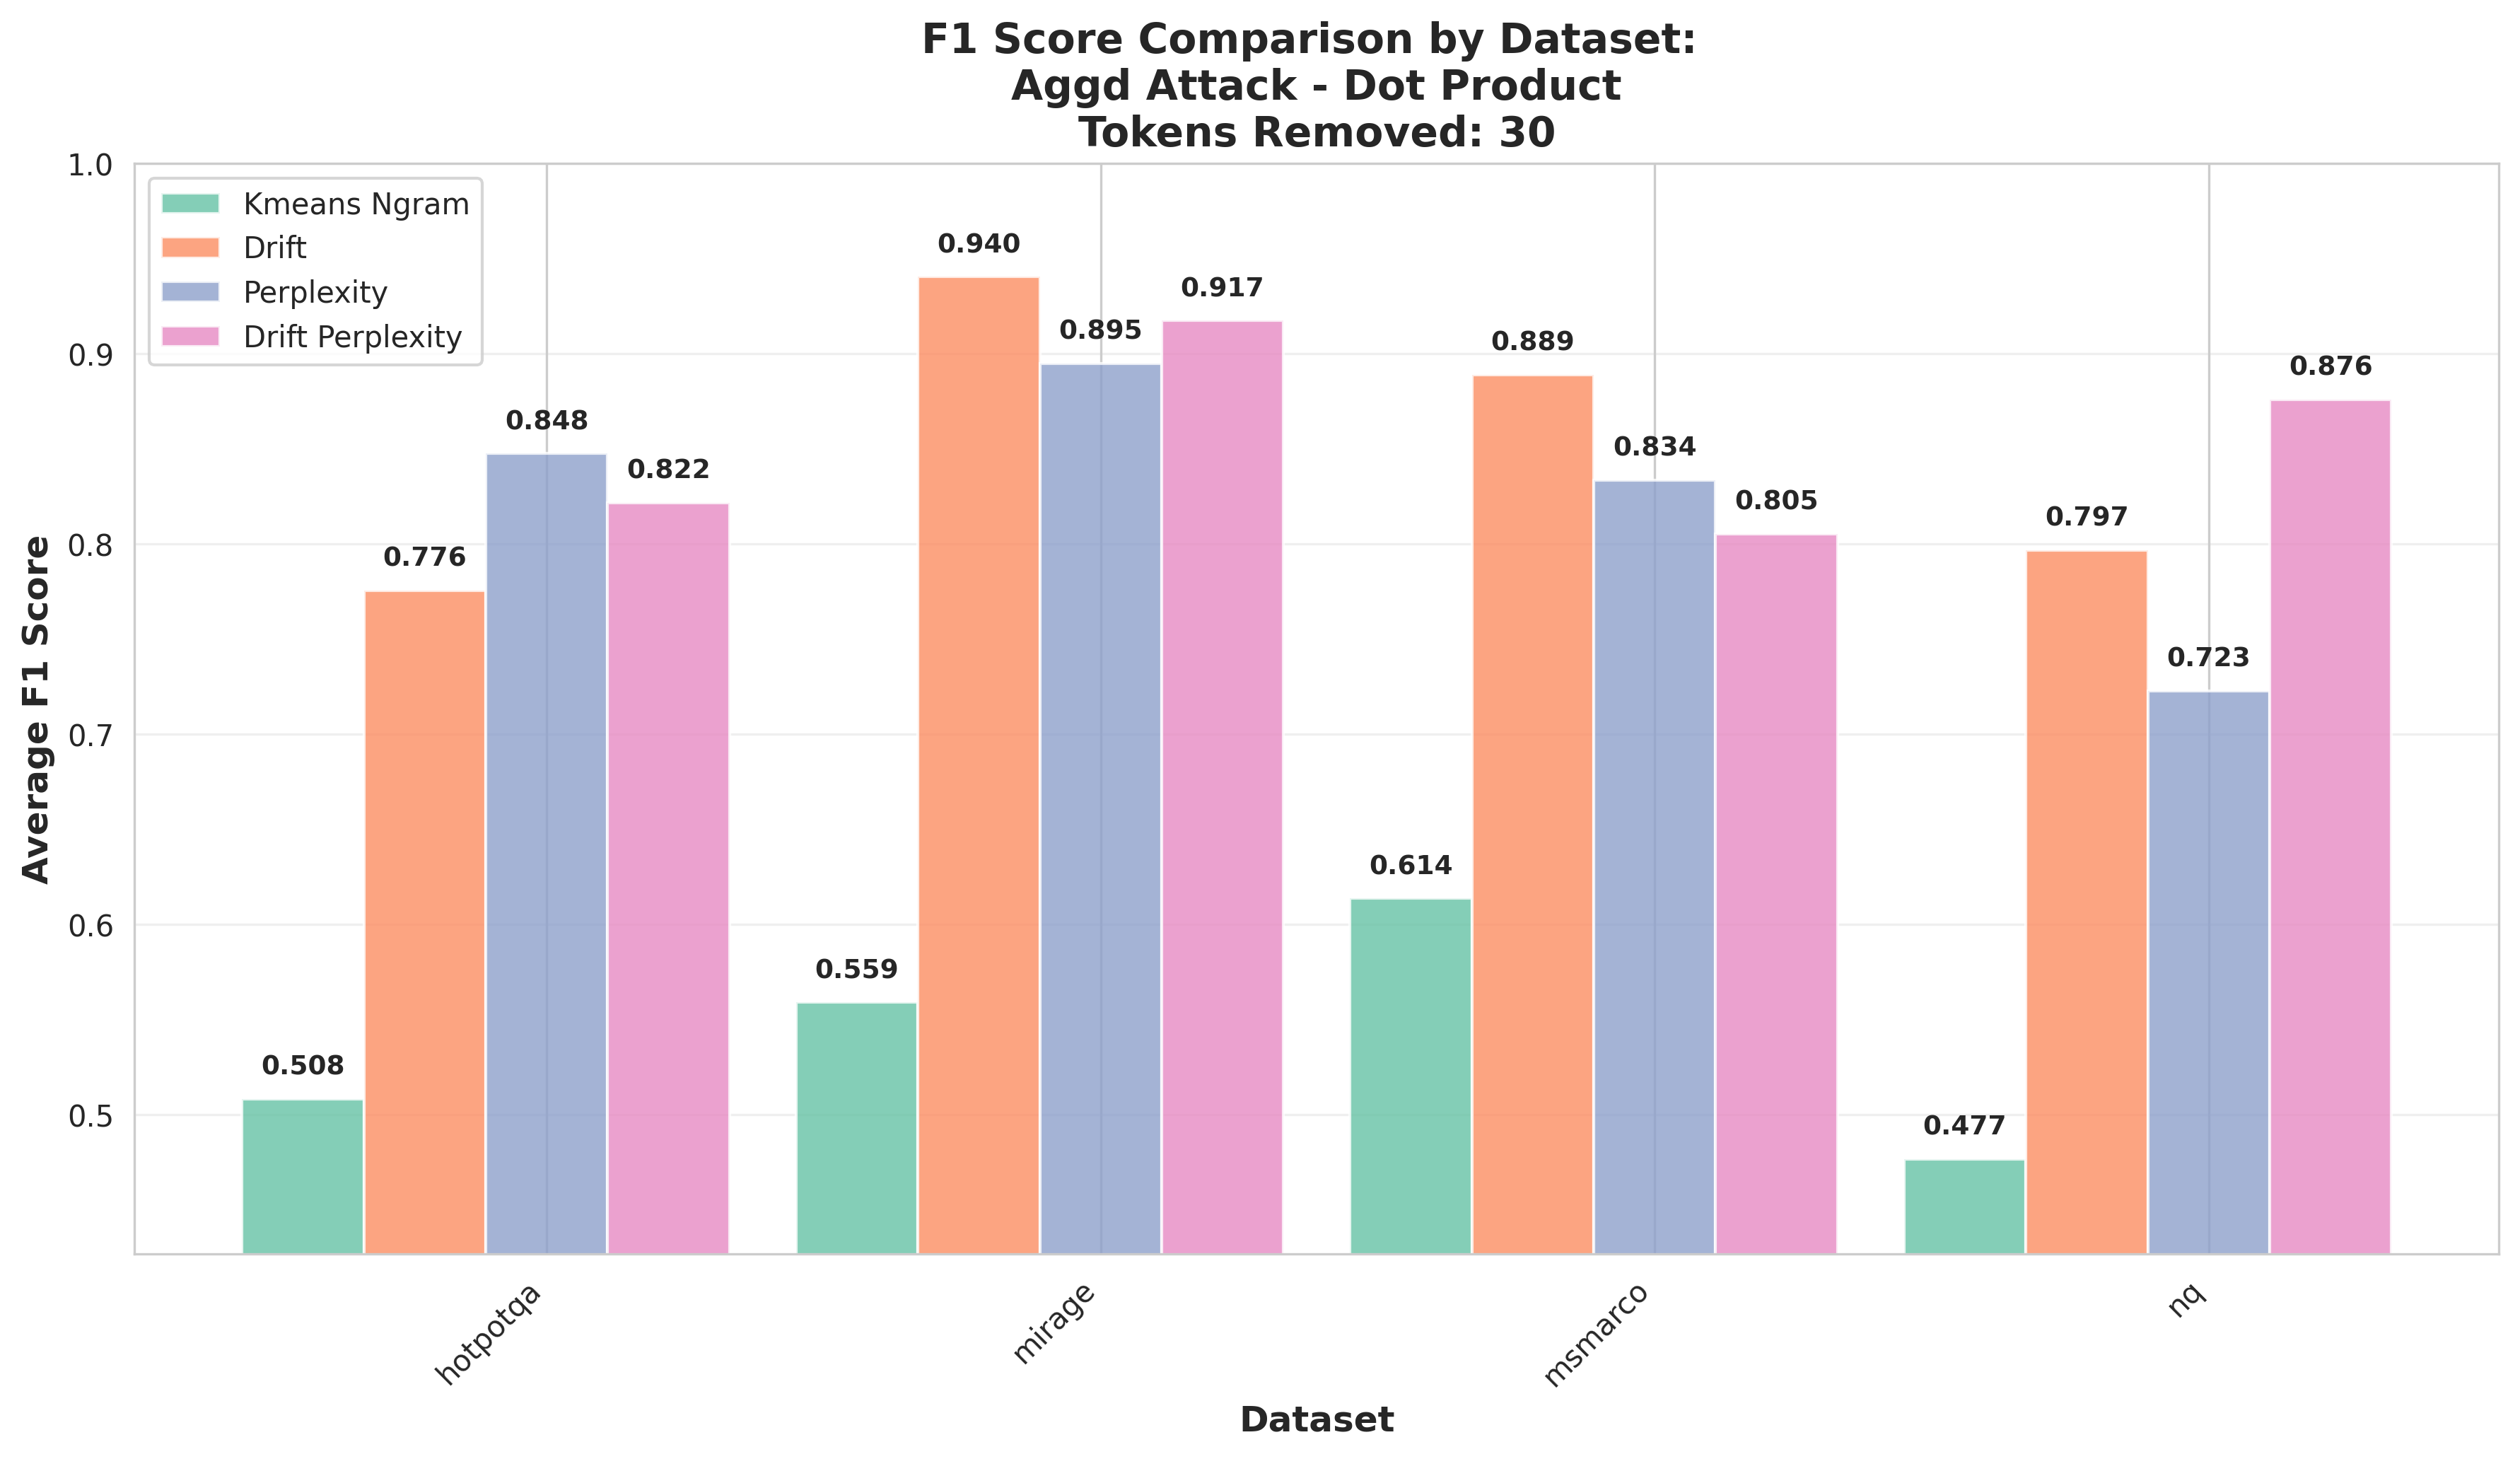 F1 Score Comparison by Dataset:
Aggd Attack - Dot Product
Tokens Removed: 30
Kmeans Ngram
Drift
Perplexity
Drift Perplexity
Average F1 Score
1.0
0.9
0.8
0.7
0.6
0.5
0.508
0.776
0.848
0.822
0.559
0.940
0.895
0.917
0.614
0.889
0.834
0.805
0.477
0.797
0.723
0.876
hotpotqa
mirage
msmarco
nq
Dataset